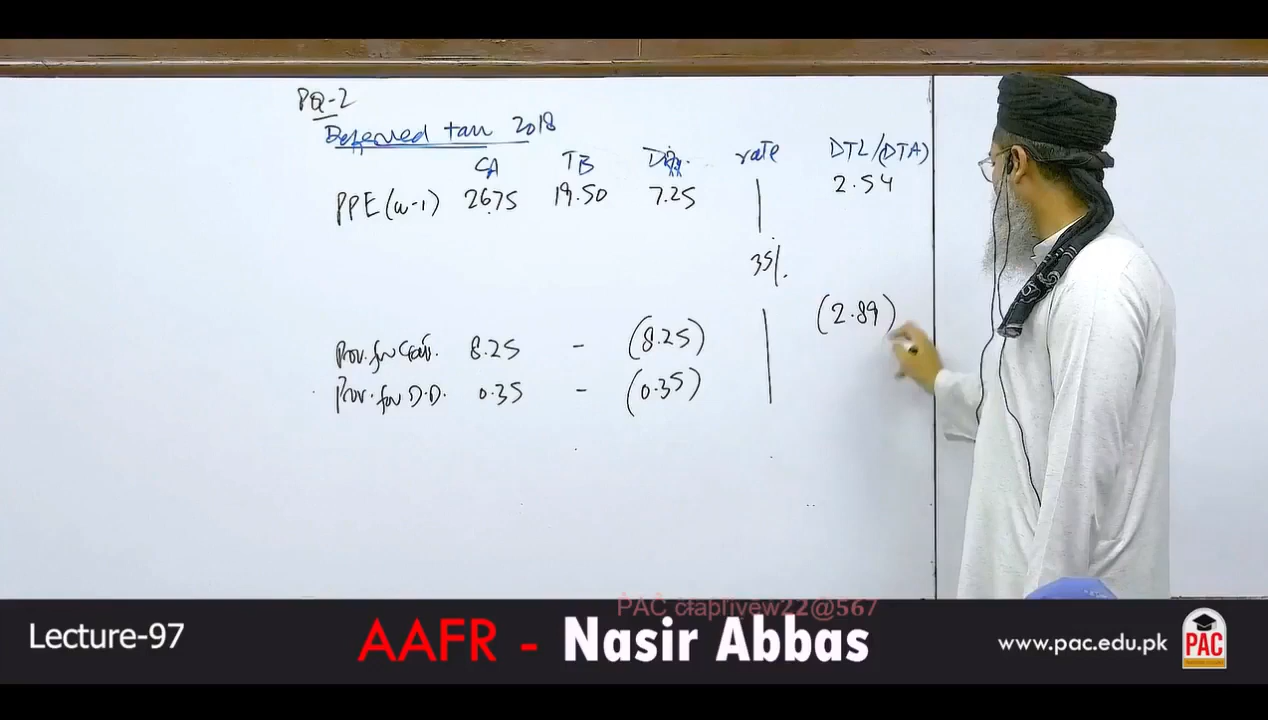 PQ-2
Deferred tax 2018
CA TB Diff. rate DTL/(DTA)
PPE (w-1) 26.75 19.50 7.25 2.54
35%.
Prov. for Grat. 8.25 - (8.25) (2.89)
Prov. for D.D. 0.35 - (0.35)
PAC
Lecture-97
AAFR - Nasir Abbas
www.pac.edu.pk
PAC